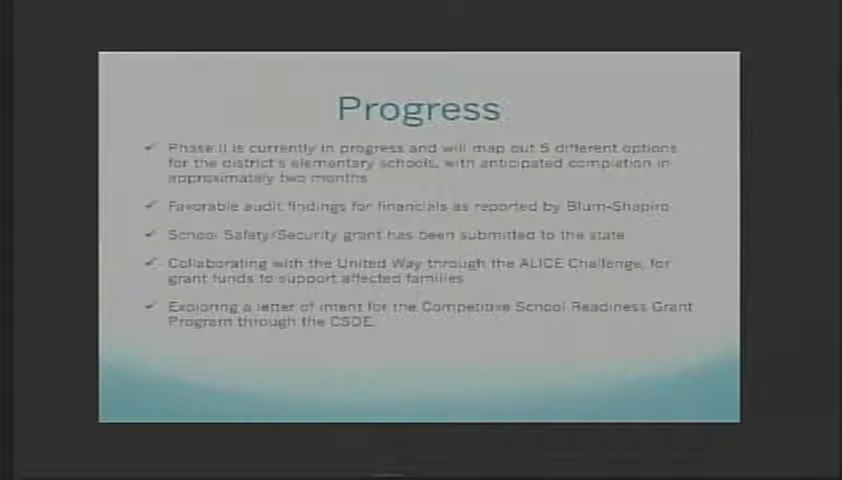 Progress
✓ Phase II is currently in progress and will map out 5 different options
for the district's elementary schools, with anticipated completion in
approximately two months
✓ Favorable audit findings for financials as reported by Blum-Shapiro
✓ School Safety/Security grant has been submitted to the state
✓ Collaborating with the United Way through the ALICE Challenge, for
grant funds to support affected families
✓ Exploring a letter of intent for the Competitive School Readiness Grant
Program through the CSDE